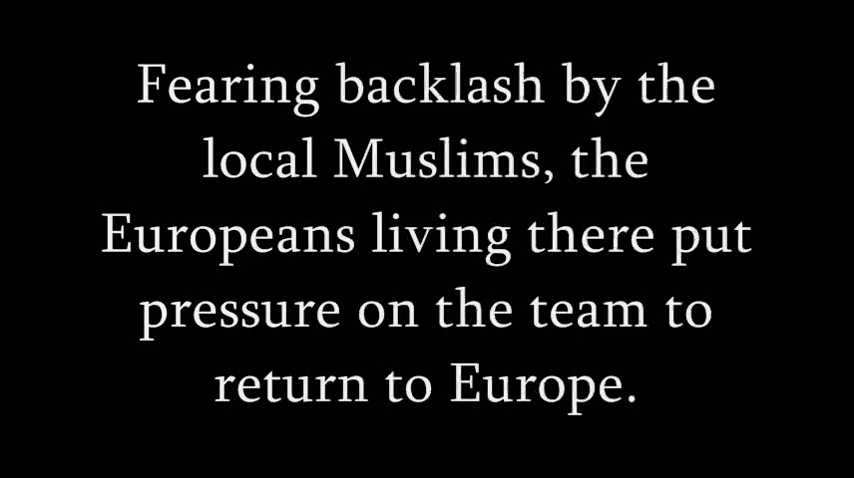 Fearing backlash by the
local Muslims, the
Europeans living there put
pressure on the team to
return to Europe.